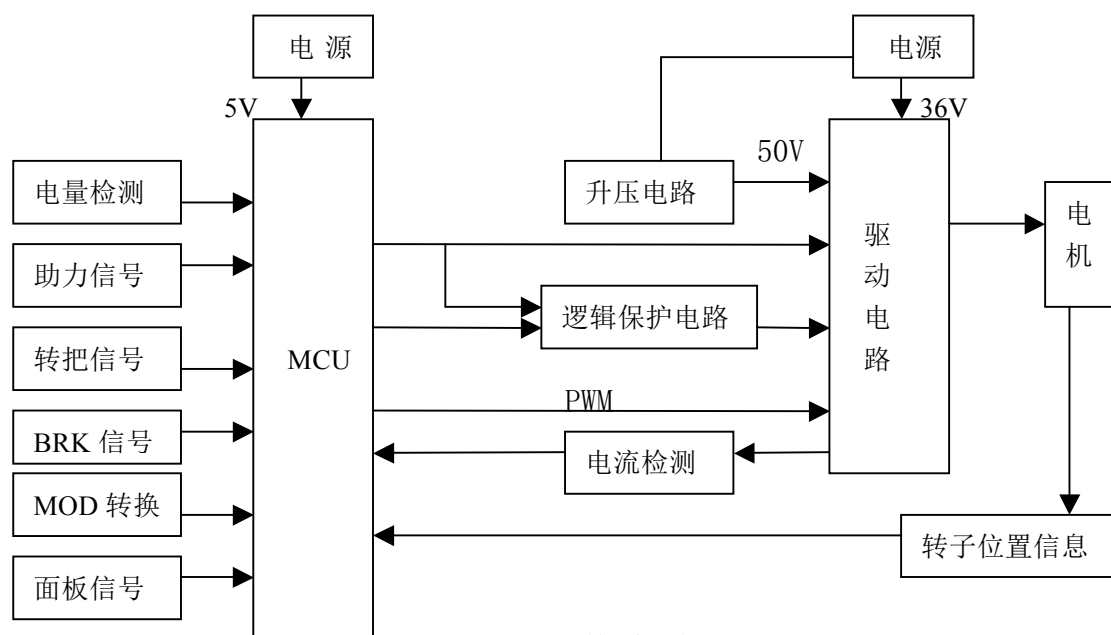 电 源
电源
5V
36V
电量检测
50V
升压电路
助力信号
驱动电路
电机
逻辑保护电路
转把信号
MCU
PWM
BRK 信号
电流检测
MOD 转换
转子位置信息
面板信号